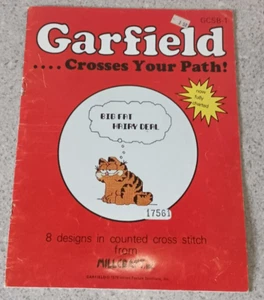 GCSB-1
Garfield
....Crosses Your Path!
now
fully
charted
BIG FAT
HAIRY DEAL
17561
8 designs in counted cross stitch
from